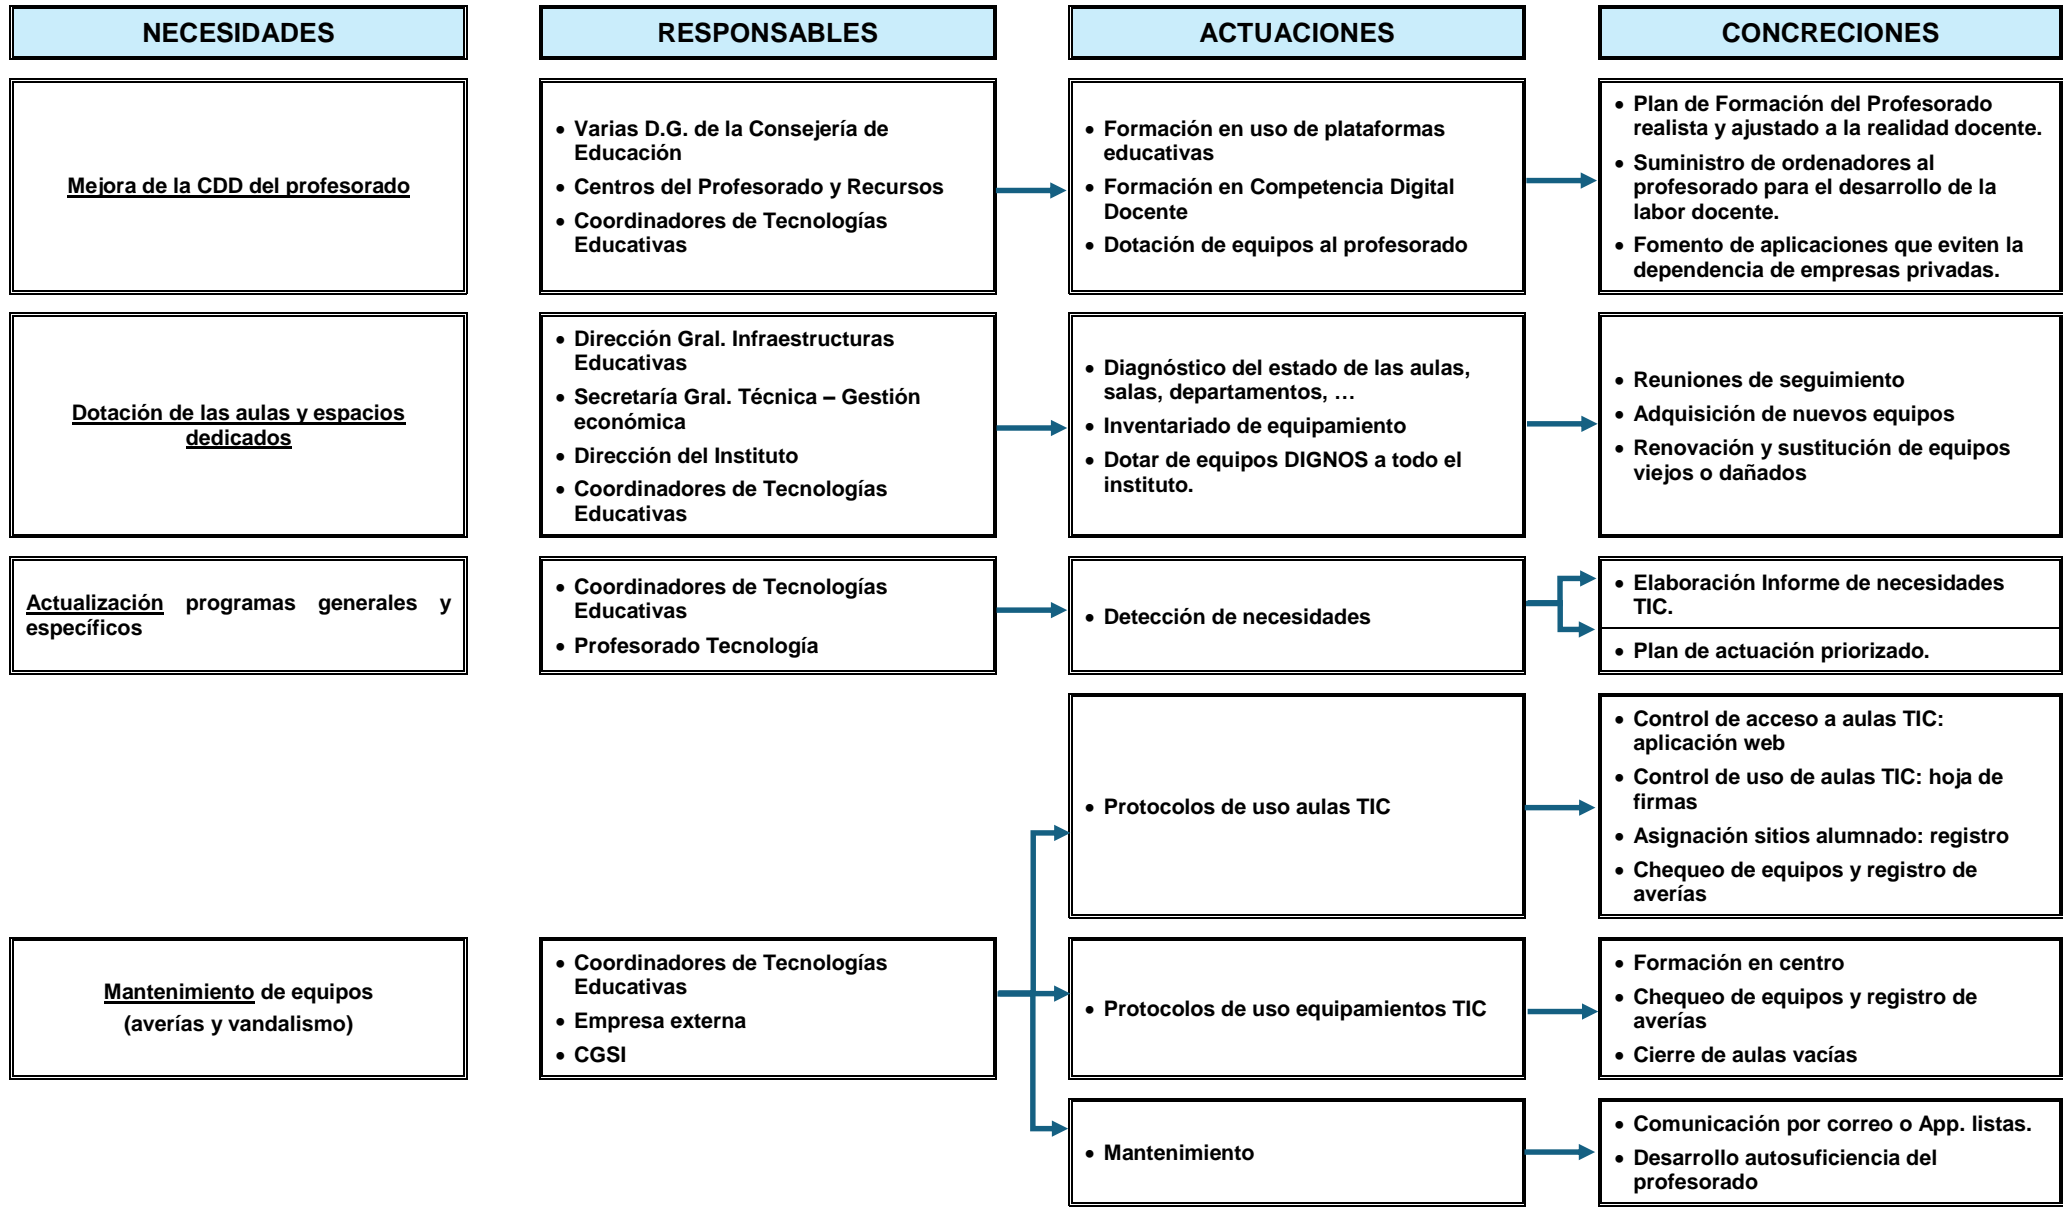 NECESIDADES
RESPONSABLES
ACTUACIONES
CONCRECIONES
Mejora de la CDD del profesorado
• Varias D.G. de la Consejería de
Educación
• Centros del Profesorado y Recursos
• Coordinadores de Tecnologías
Educativas
• Formación en uso de plataformas
educativas
• Formación en Competencia Digital
Docente
• Dotación de equipos al profesorado
• Plan de Formación del Profesorado
realista y ajustado a la realidad docente.
• Suministro de ordenadores al
profesorado para el desarrollo de la
labor docente.
• Fomento de aplicaciones que eviten la
dependencia de empresas privadas.
Dotación de las aulas y espacios
dedicados
• Dirección Gral. Infraestructuras
Educativas
• Secretaría Gral. Técnica – Gestión
económica
• Dirección del Instituto
• Coordinadores de Tecnologías
Educativas
• Diagnóstico del estado de las aulas,
salas, departamentos, …
• Inventariado de equipamiento
• Dotar de equipos DIGNOS a todo el
instituto.
• Reuniones de seguimiento
• Adquisición de nuevos equipos
• Renovación y sustitución de equipos
viejos o dañados
Actualización programas generales y
específicos
• Coordinadores de Tecnologías
Educativas
• Profesorado Tecnología
• Detección de necesidades
• Elaboración Informe de necesidades
TIC.
• Plan de actuación priorizado.
• Protocolos de uso aulas TIC
• Control de acceso a aulas TIC:
aplicación web
• Control de uso de aulas TIC: hoja de
firmas
• Asignación sitios alumnado: registro
• Chequeo de equipos y registro de
averías
Mantenimiento de equipos
(averías y vandalismo)
• Coordinadores de Tecnologías
Educativas
• Empresa externa
• CGSI
• Protocolos de uso equipamientos TIC
• Formación en centro
• Chequeo de equipos y registro de
averías
• Cierre de aulas vacías
• Mantenimiento
• Comunicación por correo o App. listas.
• Desarrollo autosuficiencia del
profesorado